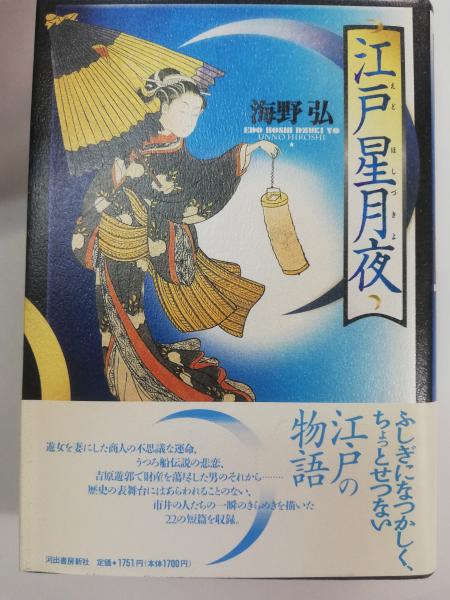 江戸星月夜
えどほしづきよ
海野 弘
EDO HOSHI DZUKI YO
UNNO HIROSHI
ふしぎになつかしく、
ちょっとせつない
江戸の
物語
遊女を妻にした商人の不思議な運命、
うつろ船伝説の悲恋、
吉原遊郭で財産を蕩尽した男のそれから……
歴史の表舞台にはあらわれることのない、
市井の人たちの一瞬のきらめきを描いた
22の短篇を収録。
河出書房新社 定価◆1751円(本体1700円)